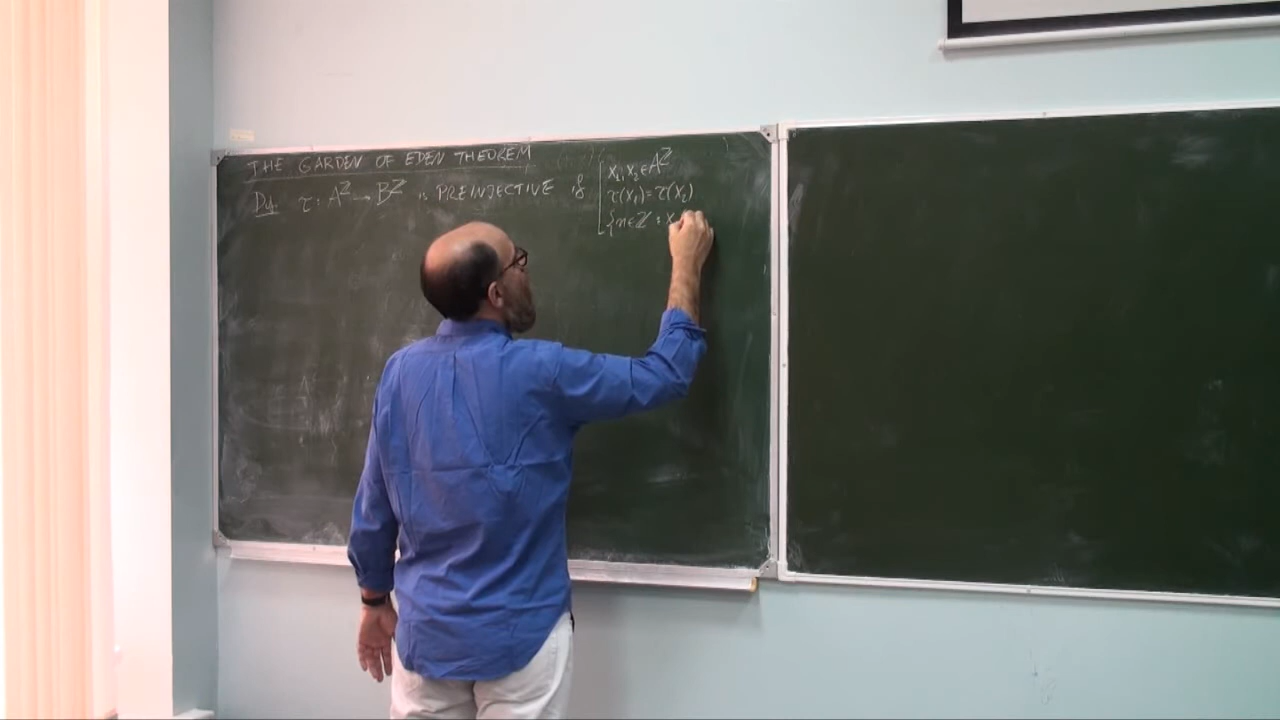 THE GARDEN OF EDEN THEOREM
Def. τ : A^ℤ → B^ℤ is PREINJECTIVE if
x₁, x₂ ∈ A^ℤ
τ(x₁) = τ(x₂)
{n ∈ ℤ : x